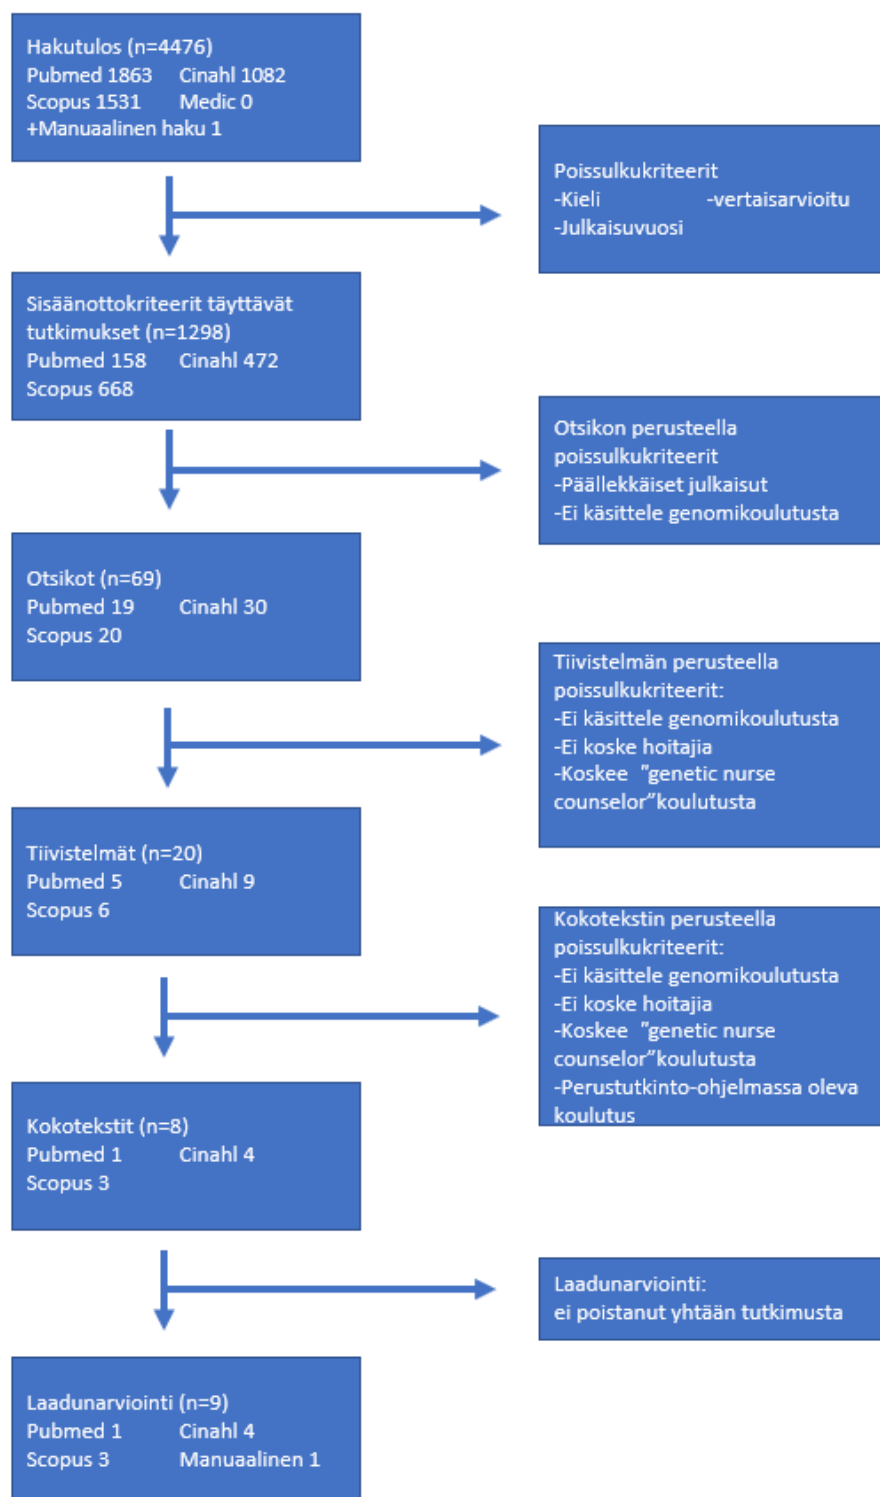 Hakutulos (n=4476)
Pubmed 1863 Cinahl 1082
Scopus 1531 Medic 0
+Manuaalinen haku 1
Poissulkukriteerit
-Kieli -vertaisarvioitu
-Julkaisuvuosi
Sisäänottokriteerit täyttävät
tutkimukset (n=1298)
Pubmed 158 Cinahl 472
Scopus 668
Otsikon perusteella
poissulkukriteerit
-Päällekkäiset julkaisut
-Ei käsittele genomikoulutusta
Otsikot (n=69)
Pubmed 19 Cinahl 30
Scopus 20
Tiivistelmän perusteella
poissulkukriteerit:
-Ei käsittele genomikoulutusta
-Ei koske hoitajia
-Koskee "genetic nurse
counselor"koulutusta
Tiivistelmät (n=20)
Pubmed 5 Cinahl 9
Scopus 6
Kokotekstin perusteella
poissulkukriteerit:
-Ei käsittele genomikoulutusta
-Ei koske hoitajia
-Koskee "genetic nurse
counselor"koulutusta
-Perustutkinto-ohjelmassa oleva
koulutus
Kokotekstit (n=8)
Pubmed 1 Cinahl 4
Scopus 3
Laadunarviointi:
ei poistanut yhtään tutkimusta
Laadunarviointi (n=9)
Pubmed 1 Cinahl 4
Scopus 3 Manuaalinen 1